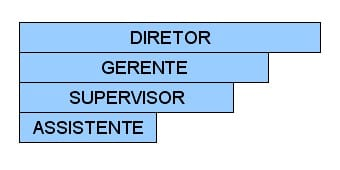 DIRETOR
GERENTE
SUPERVISOR
ASSISTENTE